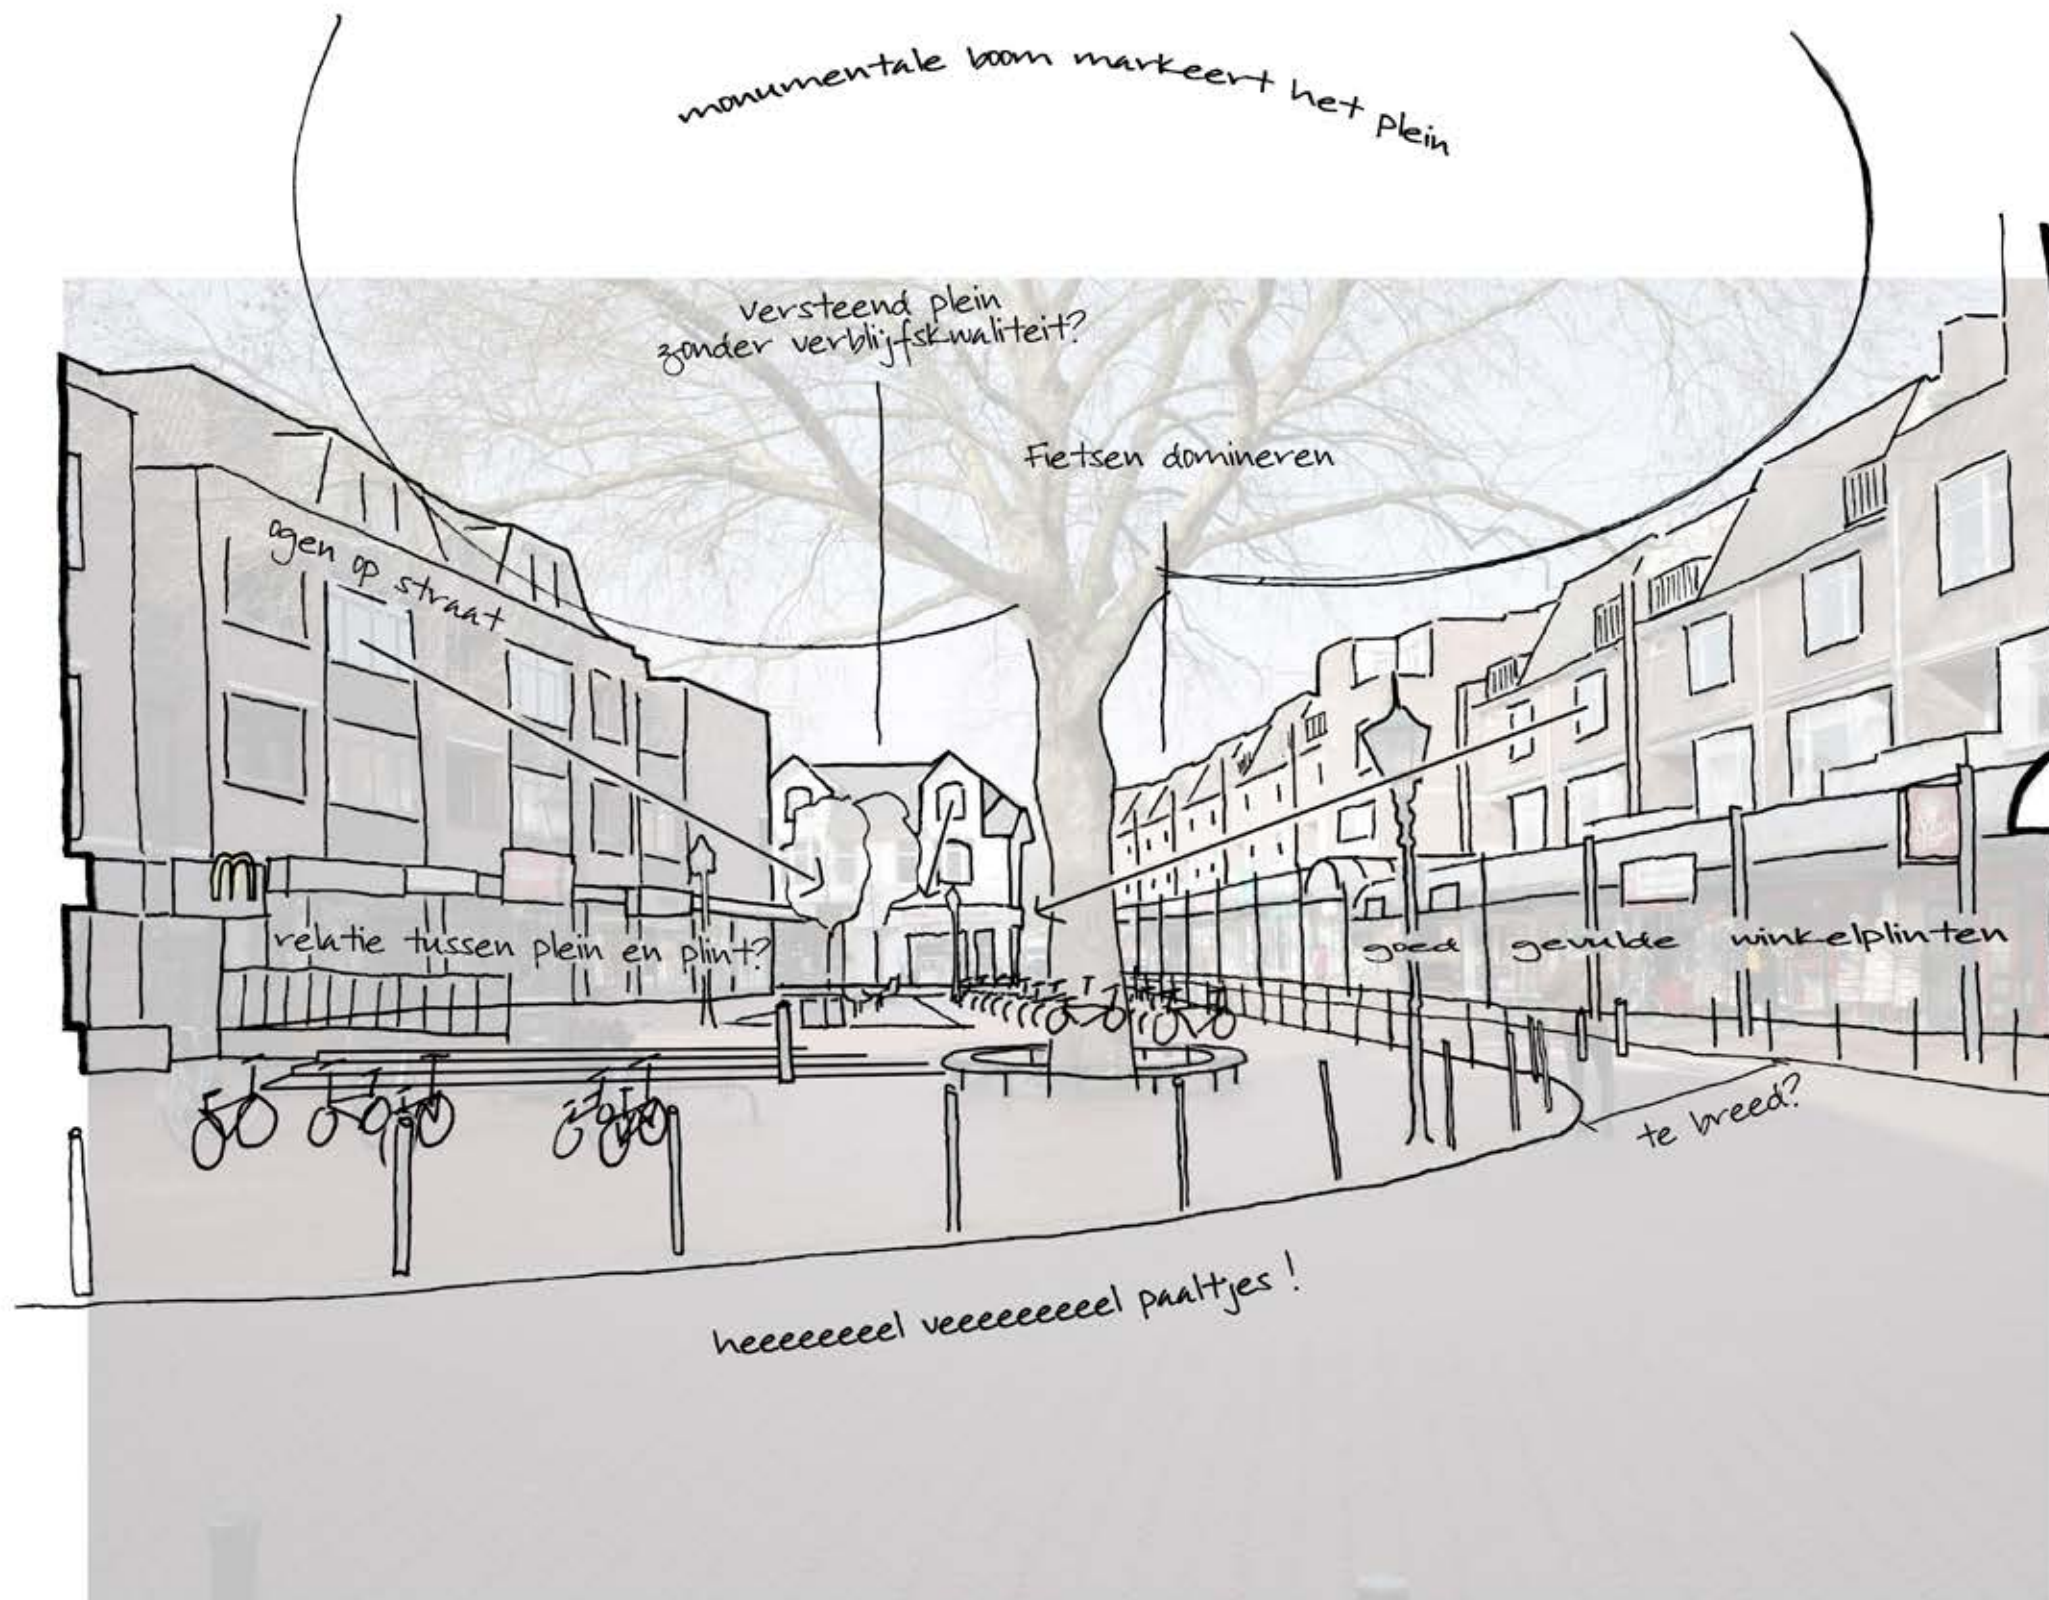 monumentale boom markeert het plein
versteend plein
zonder verblijfskwaliteit?
Fietsen domineren
ogen op straat
relatie tussen plein en plint?
goed gevulde winkelplinten
te breed?
heeeeeeeel veeeeeeeeel paaltjes!